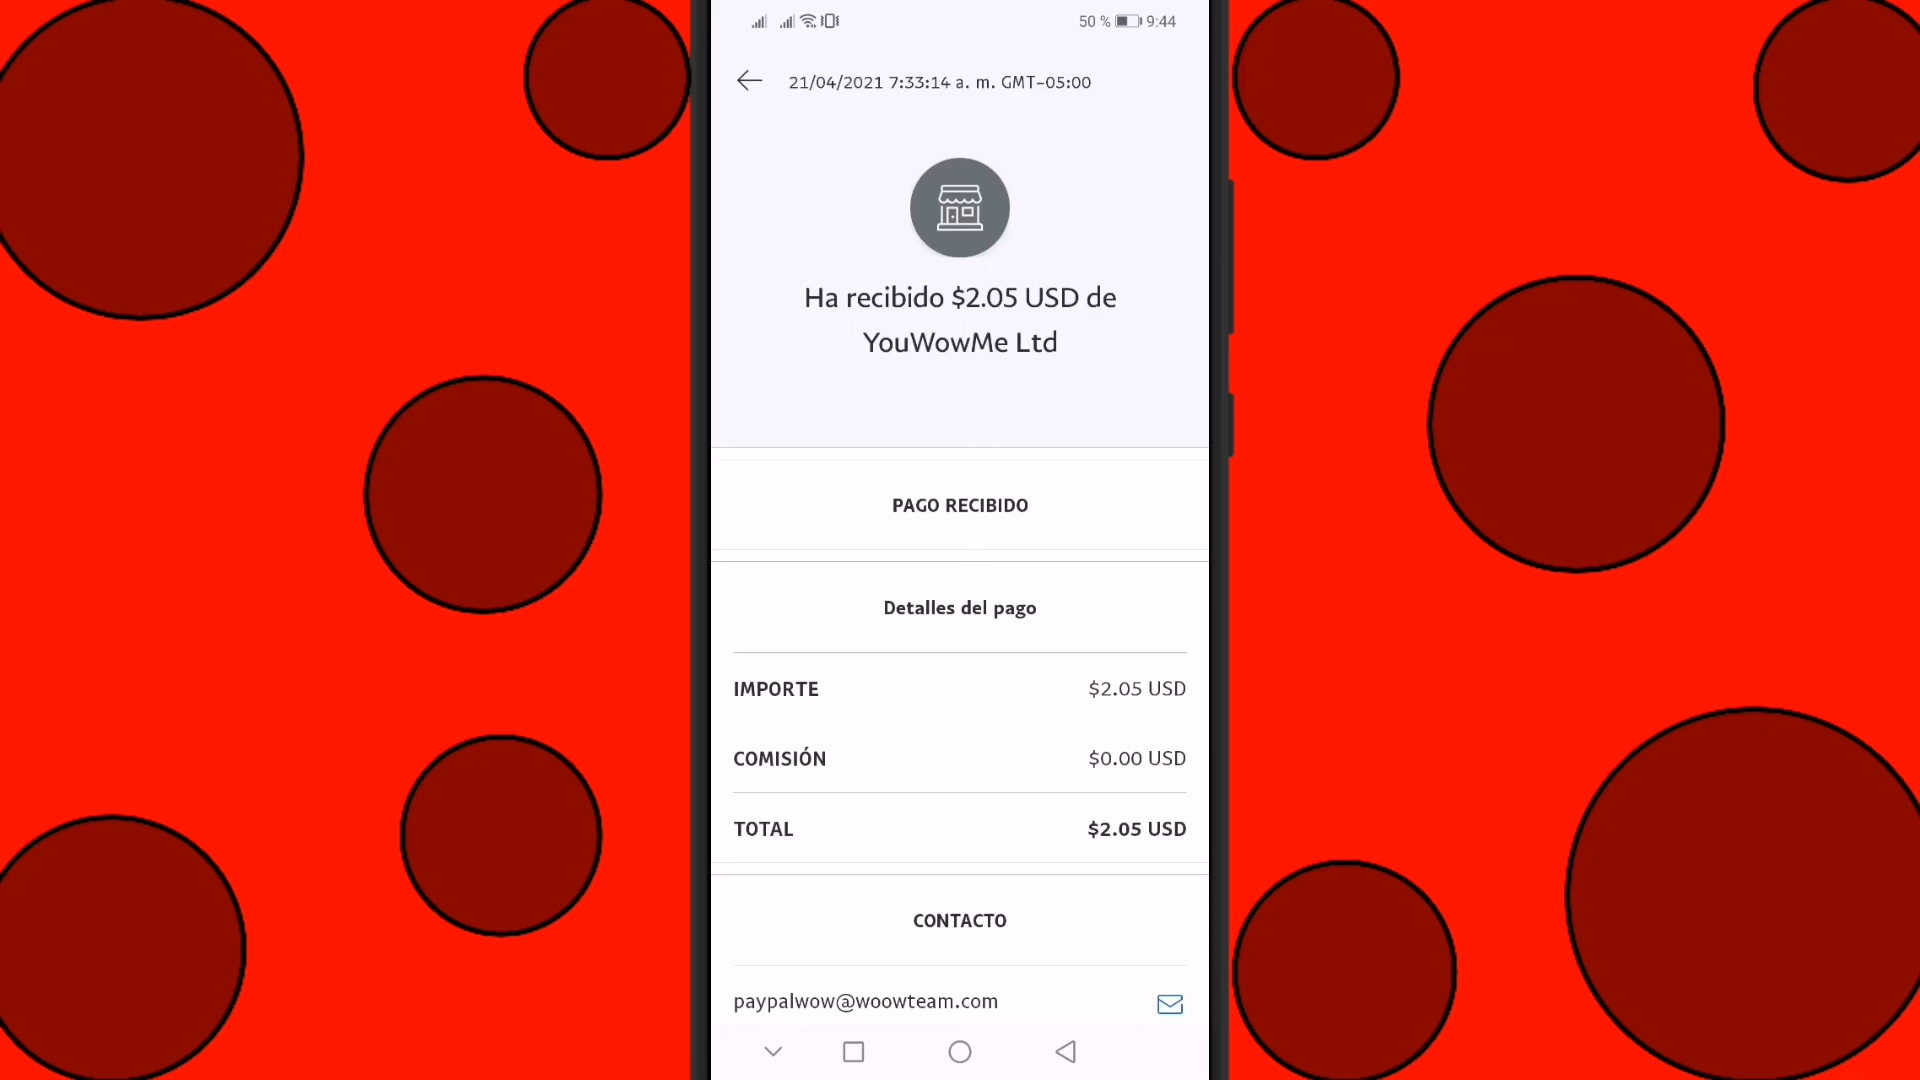 50 % 9:44
21/04/2021 7:33:14 a. m. GMT-05:00
Ha recibido $2.05 USD de
YouWowMe Ltd
PAGO RECIBIDO
Detalles del pago
IMPORTE $2.05 USD
COMISIÓN $0.00 USD
TOTAL $2.05 USD
CONTACTO
paypalwow@woowteam.com